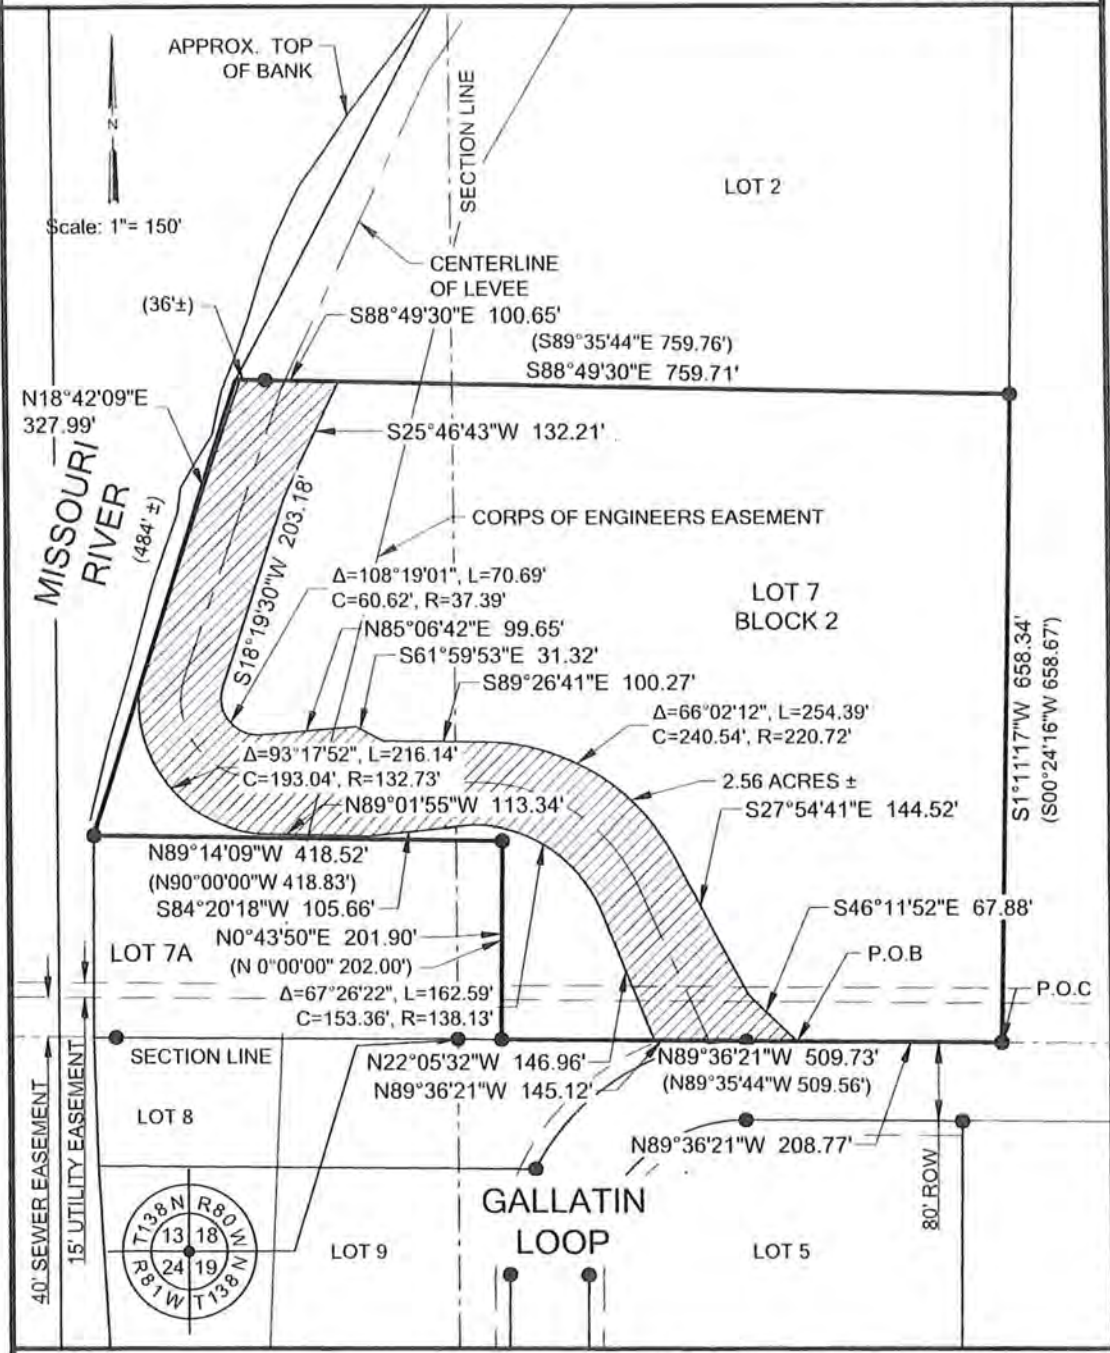 APPROX. TOP
OF BANK
N
Scale: 1"= 150'
SECTION LINE
LOT 2
CENTERLINE
OF LEVEE
(36'±)
S88°49'30"E 100.65'
(S89°35'44"E 759.76')
S88°49'30"E 759.71'
N18°42'09"E
327.99'
S25°46'43"W 132.21'
MISSOURI
RIVER
(484' ±)
S18°19'30"W 203.18'
CORPS OF ENGINEERS EASEMENT
Δ=108°19'01", L=70.69'
C=60.62', R=37.39'
LOT 7
BLOCK 2
N85°06'42"E 99.65'
S61°59'53"E 31.32'
S89°26'41"E 100.27'
S1°11'17"W 658.34'
(S00°24'16"W 658.67')
Δ=66°02'12", L=254.39'
C=240.54', R=220.72'
Δ=93°17'52", L=216.14'
C=193.04', R=132.73'
2.56 ACRES ±
N89°01'55"W 113.34'
S27°54'41"E 144.52'
N89°14'09"W 418.52'
(N90°00'00"W 418.83')
S84°20'18"W 105.66'
S46°11'52"E 67.88'
N0°43'50"E 201.90'
LOT 7A
P.O.B
(N 0°00'00" 202.00')
P.O.C
Δ=67°26'22", L=162.59'
C=153.36', R=138.13'
SECTION LINE
N22°05'32"W 146.96'
N89°36'21"W 509.73'
N89°36'21"W 145.12'
(N89°35'44"W 509.56')
LOT 8
N89°36'21"W 208.77'
40' SEWER EASEMENT
15' UTILITY EASEMENT
80' ROW
GALLATIN
LOOP
T138N R80W
13 18
24 19
R81W T138N
LOT 9
LOT 5